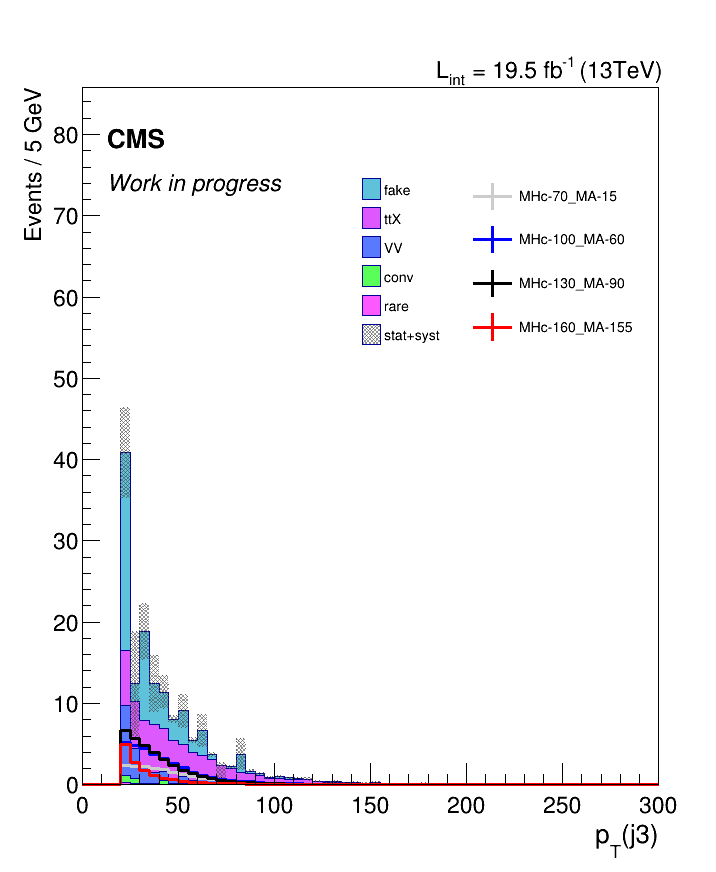 L_int = 19.5 fb^-1 (13TeV)
Events / 5 GeV
CMS
Work in progress
fake
ttX
VV
conv
rare
stat+syst
MHc-70_MA-15
MHc-100_MA-60
MHc-130_MA-90
MHc-160_MA-155
80
70
60
50
40
30
20
10
0
0 50 100 150 200 250 300
p_T(j3)